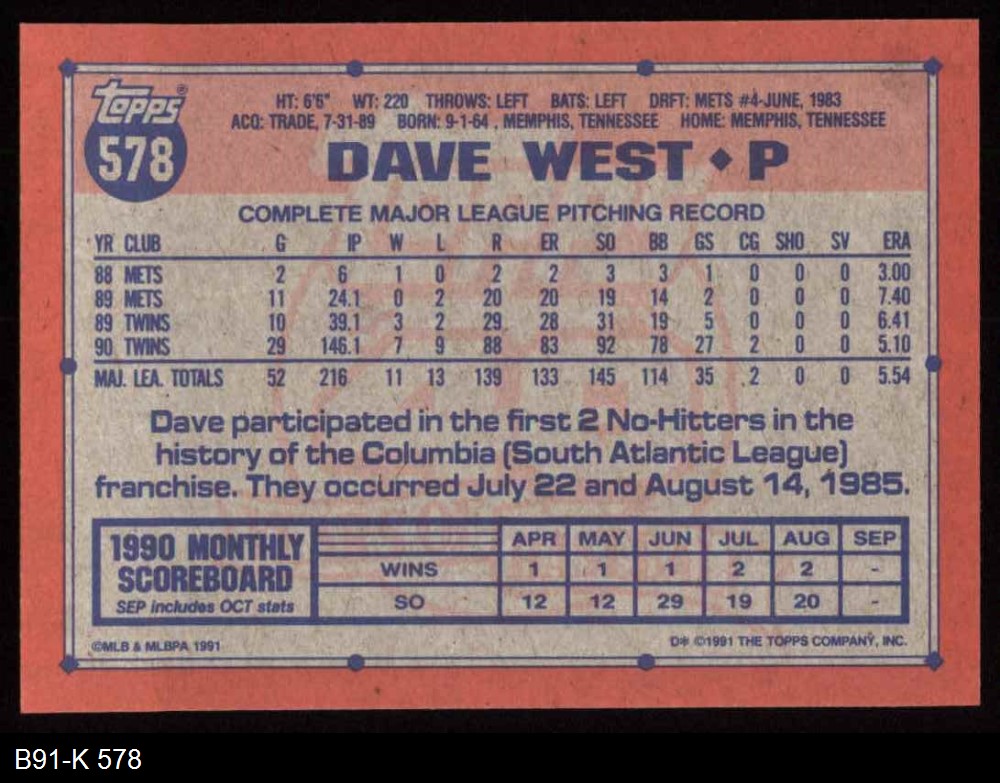 Topps®
578
HT: 6'6" WT: 220 THROWS: LEFT BATS: LEFT DRFT: METS #4-JUNE, 1983
ACQ: TRADE, 7-31-89 BORN: 9-1-64, MEMPHIS, TENNESSEE HOME: MEMPHIS, TENNESSEE
DAVE WEST ♦ P
COMPLETE MAJOR LEAGUE PITCHING RECORD
YR CLUB G IP W L R ER SO BB GS CG SHO SV ERA
88 METS 2 6 1 0 2 2 3 3 1 0 0 0 3.00
89 METS 11 24.1 0 2 20 20 19 14 2 0 0 0 7.40
89 TWINS 10 39.1 3 2 29 28 31 19 5 0 0 0 6.41
90 TWINS 29 146.1 7 9 88 83 92 78 27 2 0 0 5.10
MAJ. LEA. TOTALS 52 216 11 13 139 133 145 114 35 2 0 0 5.54
Dave participated in the first 2 No-Hitters in the
history of the Columbia (South Atlantic League)
franchise. They occurred July 22 and August 14, 1985.
1990 MONTHLY
SCOREBOARD
SEP includes OCT stats
APR MAY JUN JUL AUG SEP
WINS 1 1 1 2 2 -
SO 12 12 29 19 20 -
©MLB & MLBPA 1991
D* ©1991 THE TOPPS COMPANY, INC.
B91-K 578